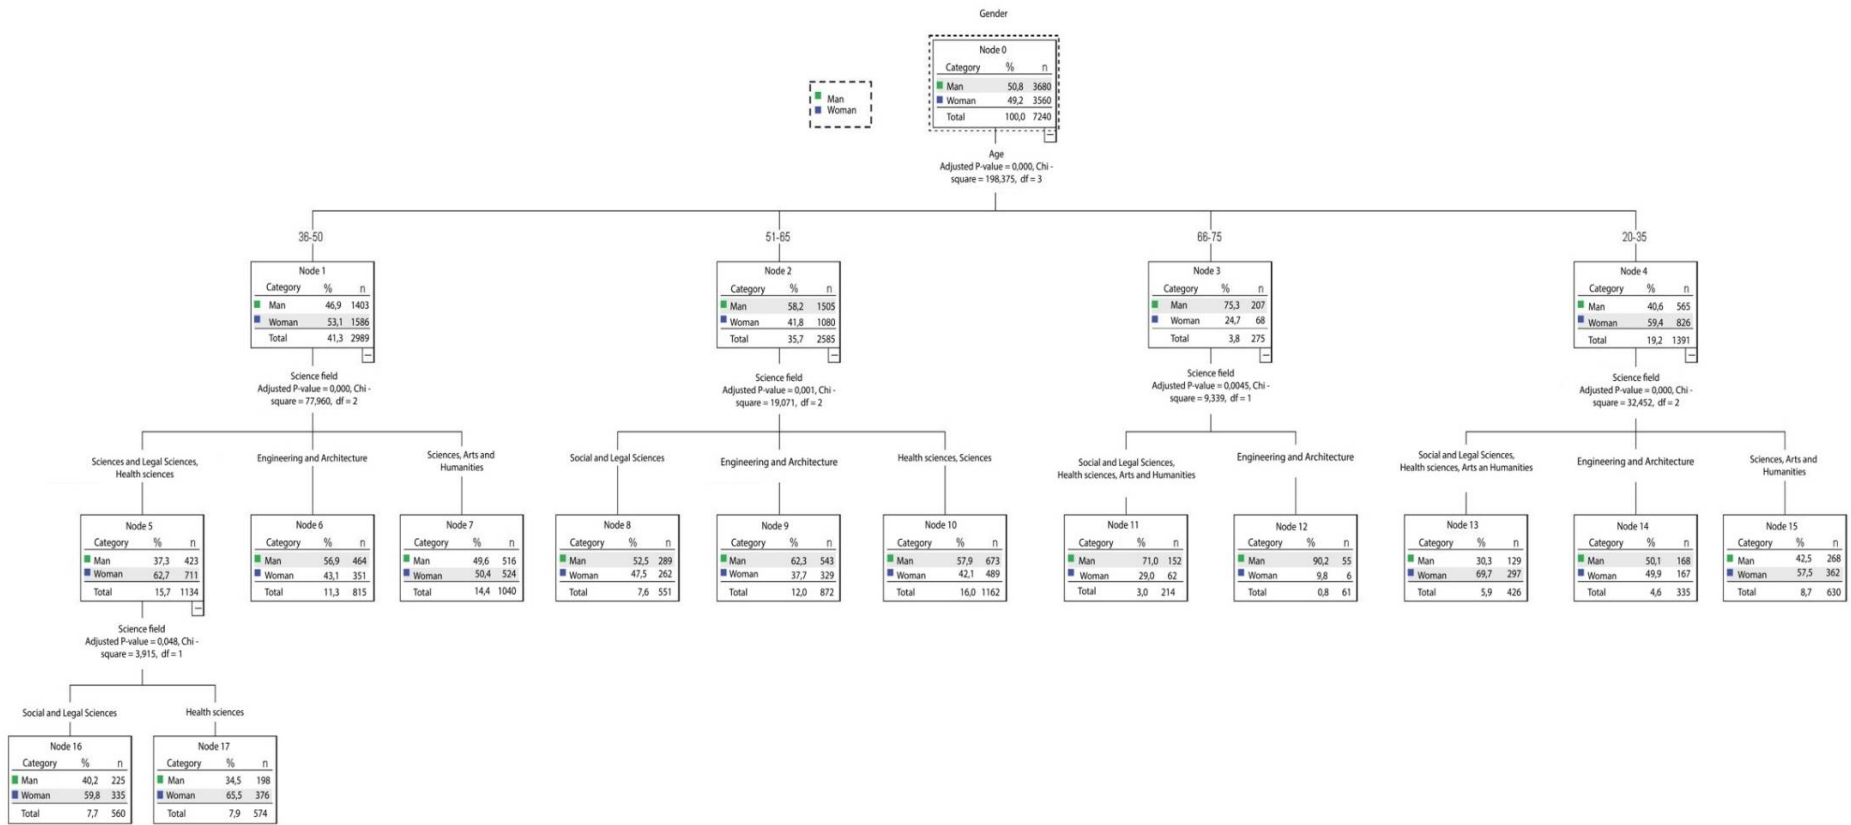 Gender
Node 0
Category % n
Man 50,8 3680
Woman 49,2 3560
Total 100,0 7240
Man
Woman
Age
Adjusted P-value = 0,000, Chi -
square = 198,375, df = 3
36-50
51-65
66-75
20-35
Node 1
Category % n
Man 46,9 1403
Woman 53,1 1586
Total 41,3 2989
Node 2
Category % n
Man 58,2 1505
Woman 41,8 1080
Total 35,7 2585
Node 3
Category % n
Man 75,3 207
Woman 24,7 68
Total 3,8 275
Node 4
Category % n
Man 40,6 565
Woman 59,4 826
Total 19,2 1391
Science field
Adjusted P-value = 0,000, Chi -
square = 77,960, df = 2
Science field
Adjusted P-value = 0,001, Chi -
square = 19,071, df = 2
Science field
Adjusted P-value = 0,0045, Chi -
square = 9,339, df = 1
Science field
Adjusted P-value = 0,000, Chi -
square = 32,452, df = 2
Sciences and Legal Sciences,
Health sciences
Engineering and Architecture
Sciences, Arts and
Humanities
Social and Legal Sciences
Engineering and Architecture
Health sciences, Sciences
Social and Legal Sciences,
Health sciences, Arts and Humanities
Engineering and Architecture
Social and Legal Sciences,
Health sciences, Arts an Humanities
Engineering and Architecture
Sciences, Arts and
Humanities
Node 5
Category % n
Man 37,3 423
Woman 62,7 711
Total 15,7 1134
Node 6
Category % n
Man 56,9 464
Woman 43,1 351
Total 11,3 815
Node 7
Category % n
Man 49,6 516
Woman 50,4 524
Total 14,4 1040
Node 8
Category % n
Man 52,5 289
Woman 47,5 262
Total 7,6 551
Node 9
Category % n
Man 62,3 543
Woman 37,7 329
Total 12,0 872
Node 10
Category % n
Man 57,9 673
Woman 42,1 489
Total 16,0 1162
Node 11
Category % n
Man 71,0 152
Woman 29,0 62
Total 3,0 214
Node 12
Category % n
Man 90,2 55
Woman 9,8 6
Total 0,8 61
Node 13
Category % n
Man 30,3 129
Woman 69,7 297
Total 5,9 426
Node 14
Category % n
Man 50,1 168
Woman 49,9 167
Total 4,6 335
Node 15
Category % n
Man 42,5 268
Woman 57,5 362
Total 8,7 630
Science field
Adjusted P-value = 0,048, Chi -
square = 3,915, df = 1
Social and Legal Sciences
Health sciences
Node 16
Category % n
Man 40,2 225
Woman 59,8 335
Total 7,7 560
Node 17
Category % n
Man 34,5 198
Woman 65,5 376
Total 7,9 574